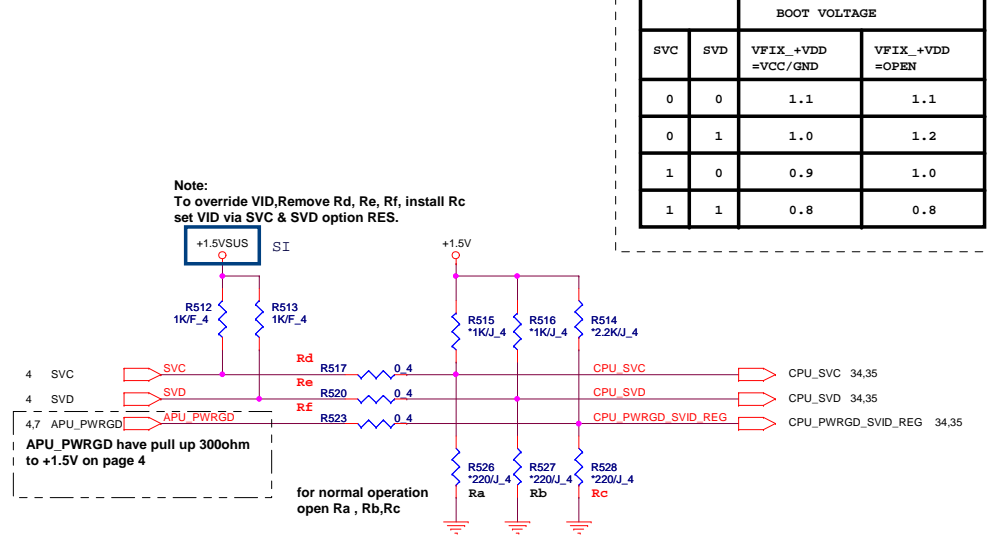 BOOT VOLTAGE
SVC SVD VFIX_+VDD VFIX_+VDD
=VCC/GND =OPEN
0 0 1.1 1.1
0 1 1.0 1.2
1 0 0.9 1.0
1 1 0.8 0.8
Note:
To override VID,Remove Rd, Re, Rf, install Rc
set VID via SVC & SVD option RES.
+1.5VSUS SI +1.5V
R512
1K/F_4
R513
1K/F_4
R515
*1K/J_4
R516
*1K/J_4
R514
*2.2K/J_4
Rd
4 SVC SVC R517 0_4 CPU_SVC CPU_SVC 34,35
Re
4 SVD SVD R520 0_4 CPU_SVD CPU_SVD 34,35
Rf
4,7 APU_PWRGD APU_PWRGD R523 0_4 CPU_PWRGD_SVID_REG CPU_PWRGD_SVID_REG 34,35
APU_PWRGD have pull up 300ohm
to +1.5V on page 4
R526
*220/J_4
Ra
R527
*220/J_4
Rb
R528
*220/J_4
Rc
for normal operation
open Ra , Rb,Rc